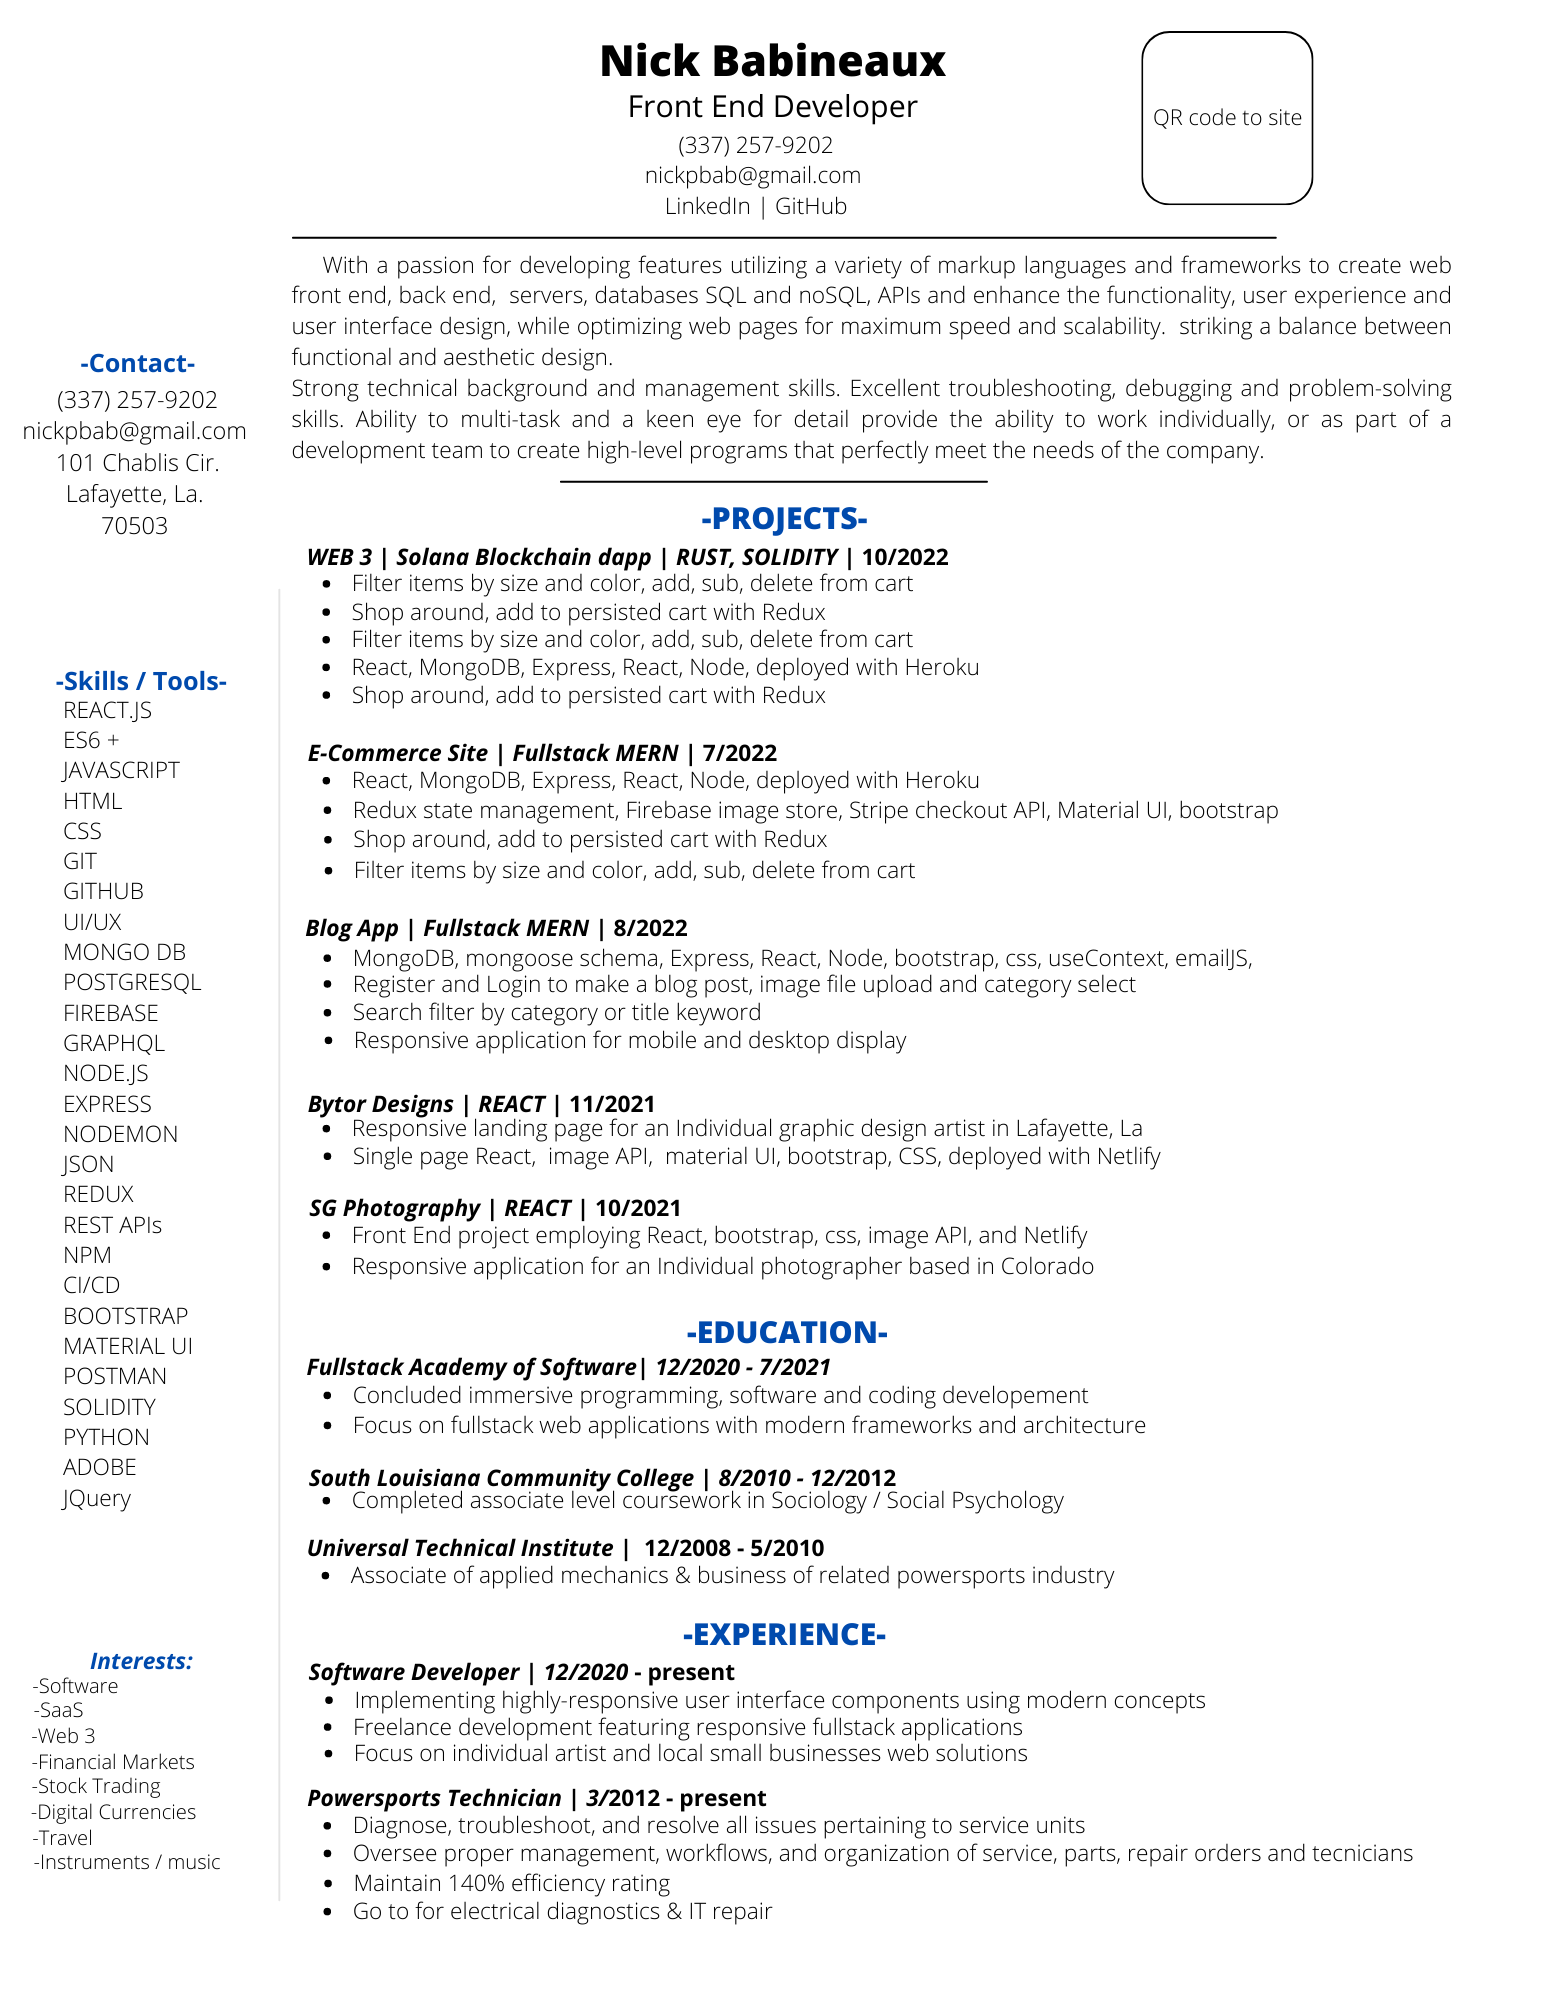 Nick Babineaux
Front End Developer
(337) 257-9202
nickpbab@gmail.com
LinkedIn | GitHub
QR code to site
With a passion for developing features utilizing a variety of markup languages and frameworks to create web
front end, back end,  servers, databases SQL and noSQL, APIs and enhance the functionality, user experience and
user interface design, while optimizing web pages for maximum speed and scalability.  striking a balance between
functional and aesthetic design.
Strong technical background and management skills. Excellent troubleshooting, debugging and problem-solving
skills. Ability to multi-task and a keen eye for detail provide the ability to work individually, or as part of a
development team to create high-level programs that perfectly meet the needs of the company.
-Contact-
(337) 257-9202
nickpbab@gmail.com
101 Chablis Cir.
Lafayette, La.
70503
-Skills / Tools-
REACT.JS
ES6 +
JAVASCRIPT
HTML
CSS
GIT
GITHUB
UI/UX
MONGO DB
POSTGRESQL
FIREBASE
GRAPHQL
NODE.JS
EXPRESS
NODEMON
JSON
REDUX
REST APIs
NPM
CI/CD
BOOTSTRAP
MATERIAL UI
POSTMAN
SOLIDITY
PYTHON
ADOBE
JQuery
Interests:
-Software
-SaaS
-Web 3
-Financial Markets
-Stock Trading
-Digital Currencies
-Travel
-Instruments / music
-PROJECTS-
WEB 3 | Solana Blockchain dapp | RUST, SOLIDITY | 10/2022
• Filter items by size and color, add, sub, delete from cart
• Shop around, add to persisted cart with Redux
• Filter items by size and color, add, sub, delete from cart
• React, MongoDB, Express, React, Node, deployed with Heroku
• Shop around, add to persisted cart with Redux
E-Commerce Site | Fullstack MERN | 7/2022
• React, MongoDB, Express, React, Node, deployed with Heroku
• Redux state management, Firebase image store, Stripe checkout API, Material UI, bootstrap
• Shop around, add to persisted cart with Redux
• Filter items by size and color, add, sub, delete from cart
Blog App | Fullstack MERN | 8/2022
• MongoDB, mongoose schema, Express, React, Node, bootstrap, css, useContext, emailJS,
• Register and Login to make a blog post, image file upload and category select
• Search filter by category or title keyword
• Responsive application for mobile and desktop display
Bytor Designs | REACT | 11/2021
• Responsive landing page for an Individual graphic design artist in Lafayette, La
• Single page React,  image API,  material UI, bootstrap, CSS, deployed with Netlify
SG Photography | REACT | 10/2021
• Front End project employing React, bootstrap, css, image API, and Netlify
• Responsive application for an Individual photographer based in Colorado
-EDUCATION-
Fullstack Academy of Software| 12/2020 - 7/2021
• Concluded immersive programming, software and coding developement
• Focus on fullstack web applications with modern frameworks and architecture
South Louisiana Community College | 8/2010 - 12/2012
• Completed associate level coursework in Sociology / Social Psychology
Universal Technical Institute |  12/2008 - 5/2010
• Associate of applied mechanics & business of related powersports industry
-EXPERIENCE-
Software Developer | 12/2020 - present
• Implementing highly-responsive user interface components using modern concepts
• Freelance development featuring responsive fullstack applications
• Focus on individual artist and local small businesses web solutions
Powersports Technician | 3/2012 - present
• Diagnose, troubleshoot, and resolve all issues pertaining to service units
• Oversee proper management, workflows, and organization of service, parts, repair orders and tecnicians
• Maintain 140% efficiency rating
• Go to for electrical diagnostics & IT repair